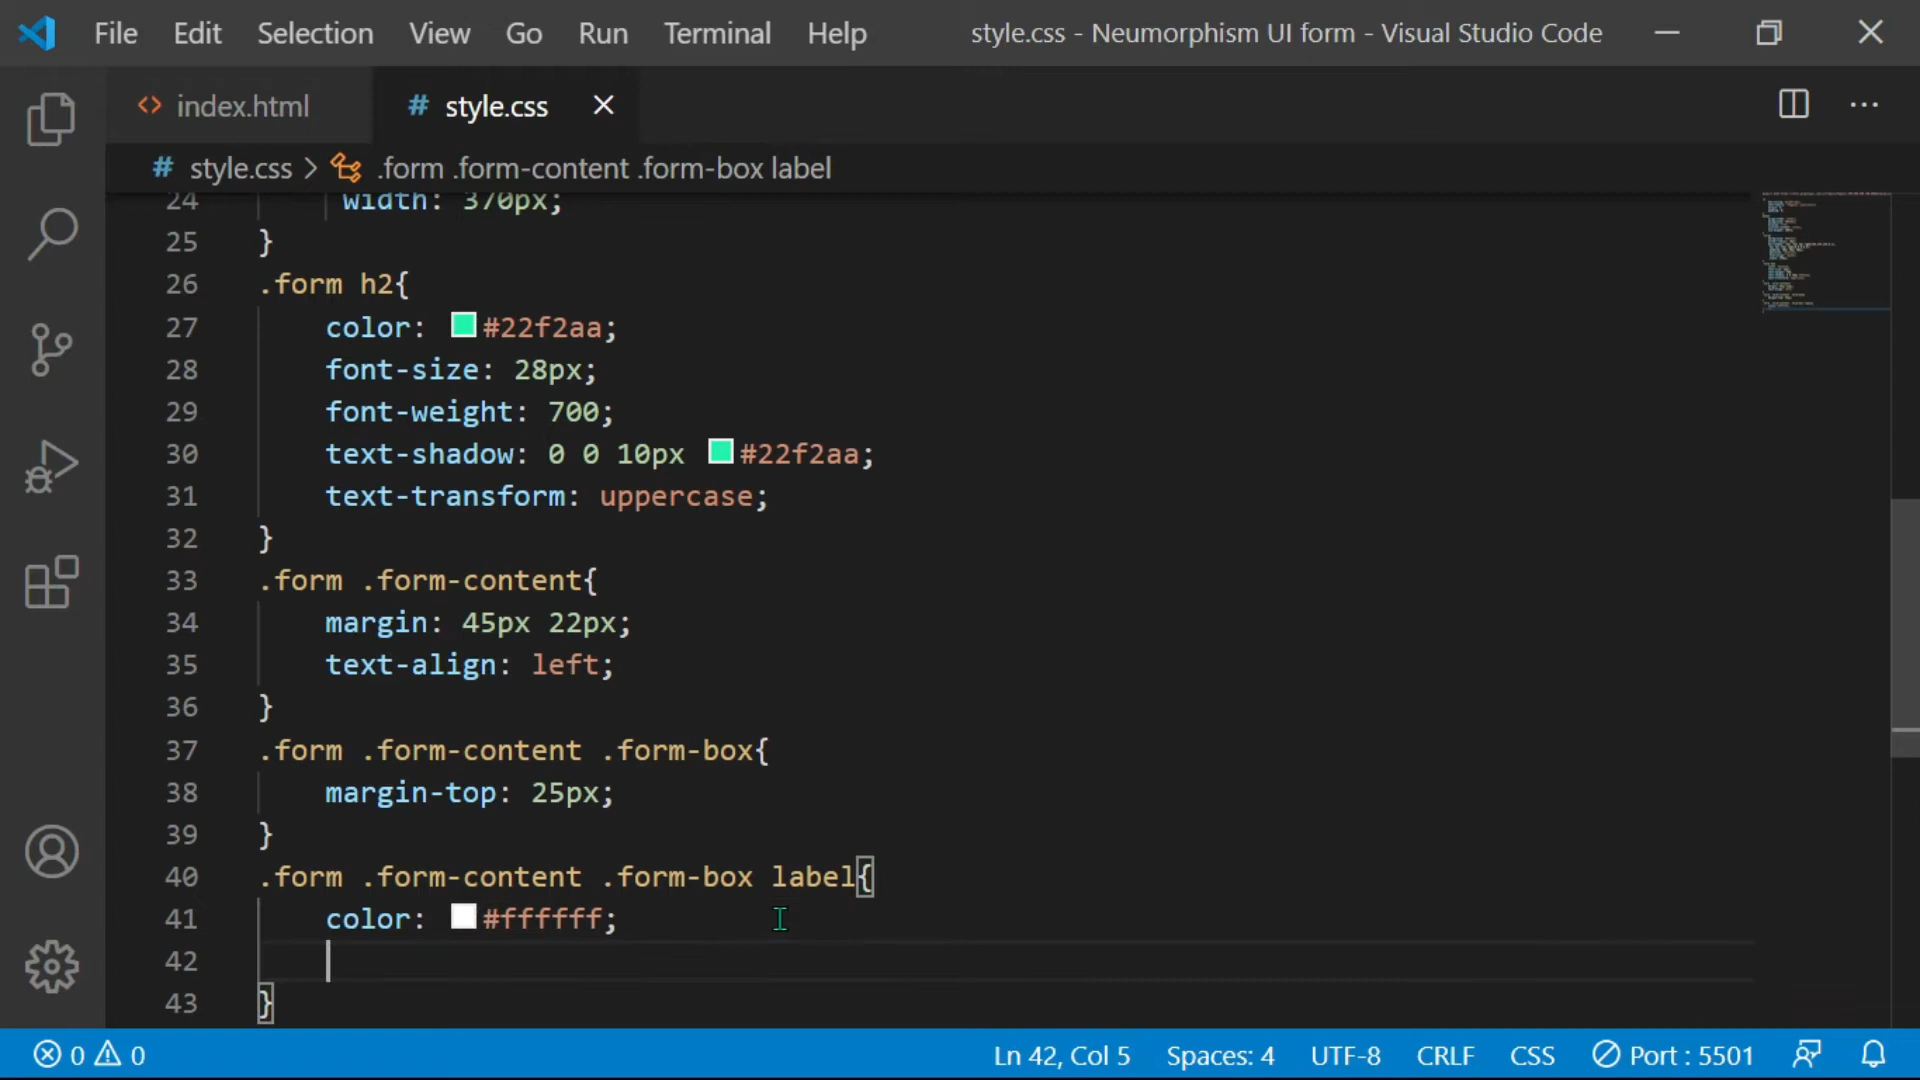 File Edit Selection View Go Run Terminal Help style.css - Neumorphism UI form - Visual Studio Code
<> index.html # style.css
# style.css > .form .form-content .form-box label
24 width: 370px;
25 }
26 .form h2{
27 color: #22f2aa;
28 font-size: 28px;
29 font-weight: 700;
30 text-shadow: 0 0 10px #22f2aa;
31 text-transform: uppercase;
32 }
33 .form .form-content{
34 margin: 45px 22px;
35 text-align: left;
36 }
37 .form .form-content .form-box{
38 margin-top: 25px;
39 }
40 .form .form-content .form-box label{
41 color: #ffffff;
42
43 }
0 0 Ln 42, Col 5 Spaces: 4 UTF-8 CRLF CSS Port : 5501